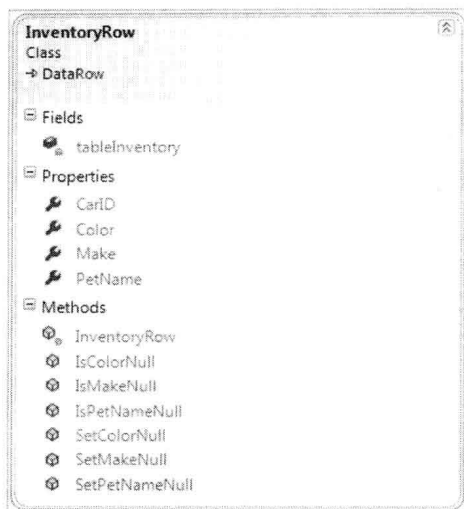 InventoryRow
Class
→ DataRow
Fields
tableInventory
Properties
CarID
Color
Make
PetName
Methods
InventoryRow
IsColorNull
IsMakeNull
IsPetNameNull
SetColorNull
SetMakeNull
SetPetNameNull